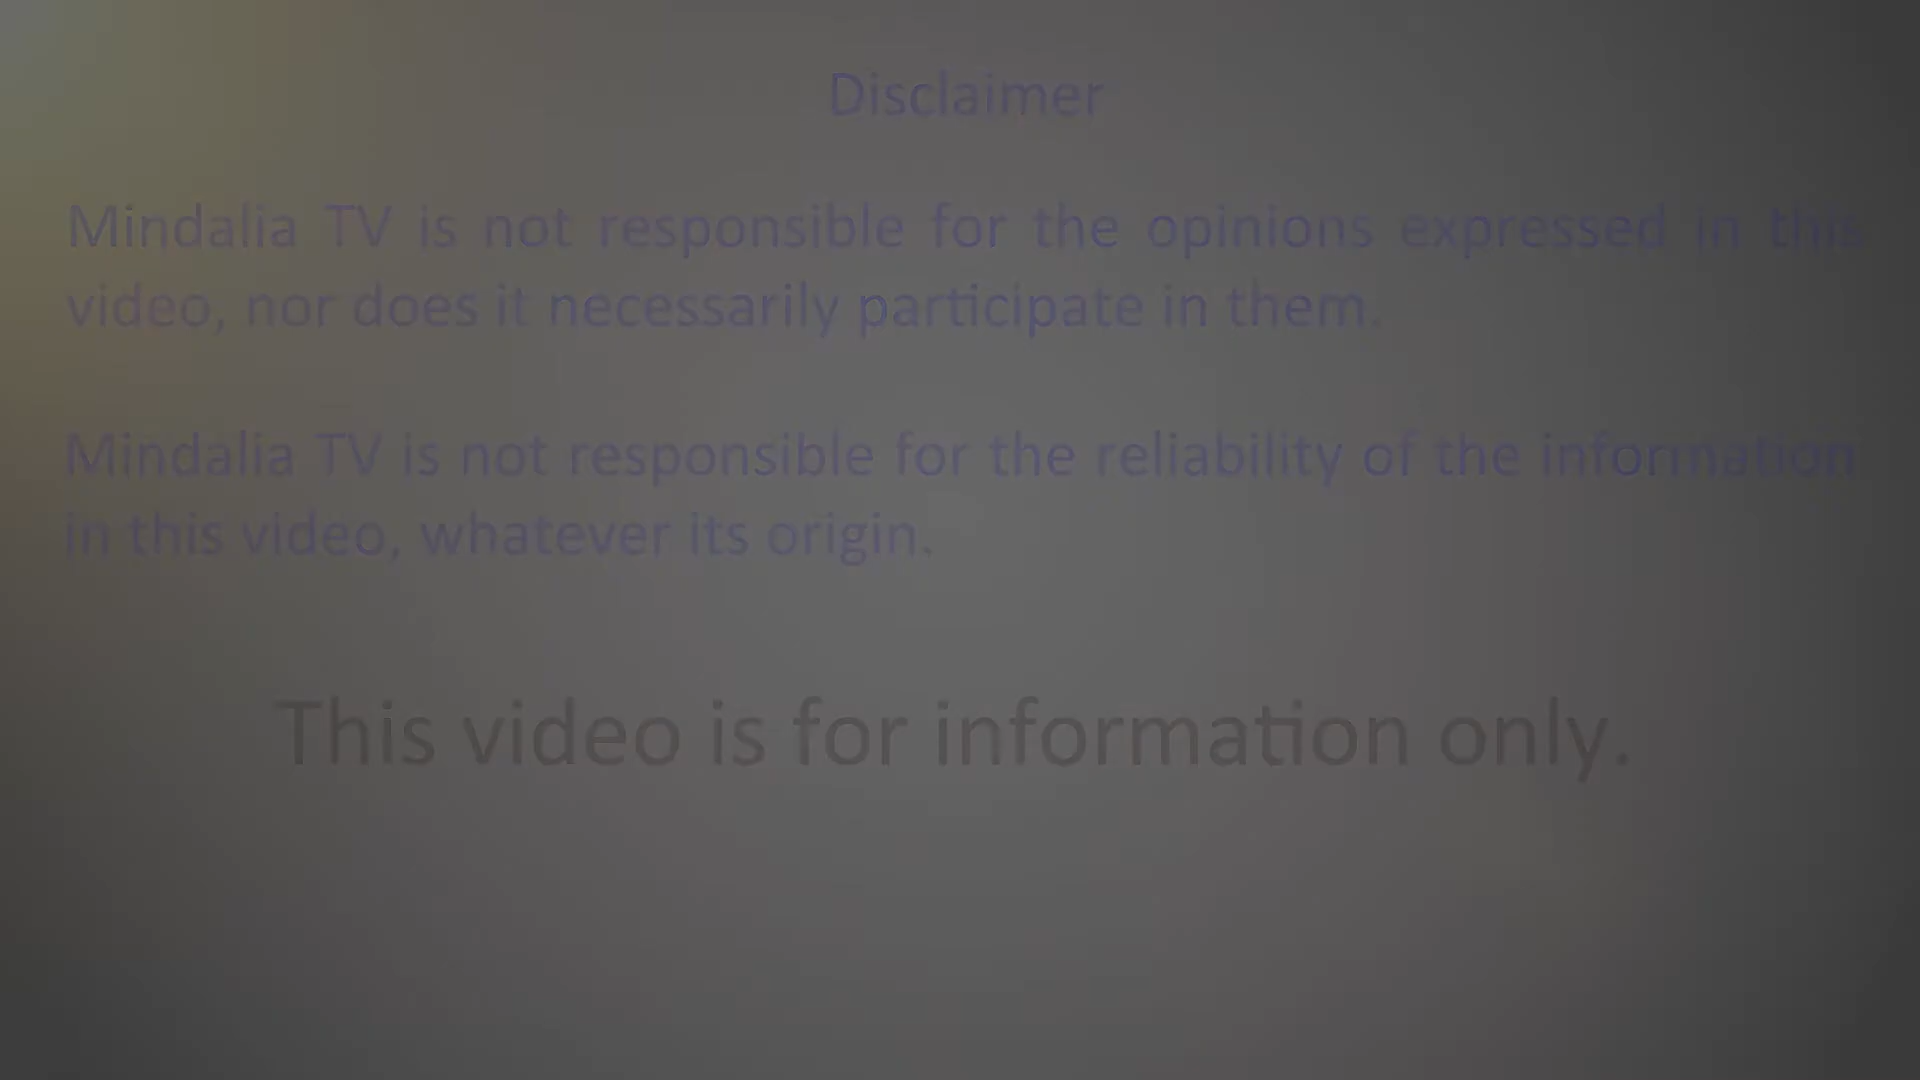 Disclaimer
Mindalia TV is not responsible for the opinions expressed in this
video, nor does it necessarily participate in them.
Mindalia TV is not responsible for the reliability of the information
in this video, whatever its origin.
This video is for information only.